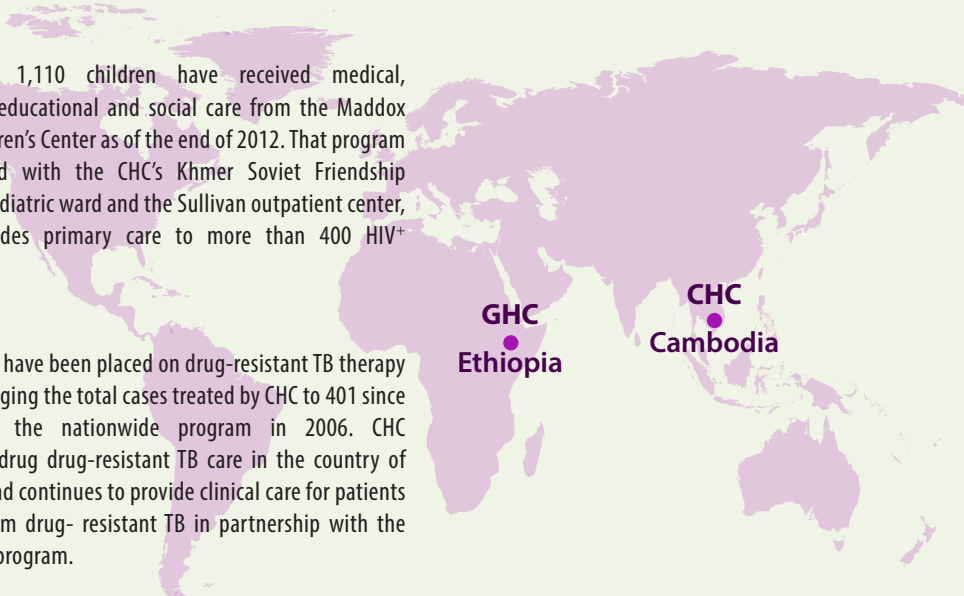 1,110 children have received medical,
educational and social care from the Maddox
ren's Center as of the end of 2012. That program
d with the CHC's Khmer Soviet Friendship
diatric ward and the Sullivan outpatient center,
des primary care to more than 400 HIV+
GHC
Ethiopia
CHC
Cambodia
have been placed on drug-resistant TB therapy
ging the total cases treated by CHC to 401 since
the nationwide program in 2006. CHC
drug drug-resistant TB care in the country of
nd continues to provide clinical care for patients
m drug- resistant TB in partnership with the
program.